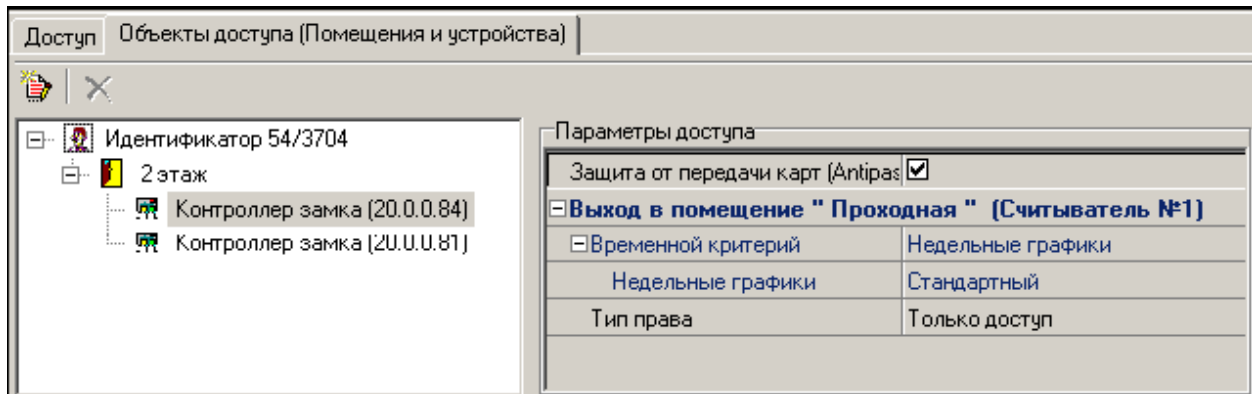 Доступ Объекты доступа (Помещения и устройства)
Идентификатор 54/3704
2 этаж
Контроллер замка (20.0.0.84)
Контроллер замка (20.0.0.81)
Параметры доступа
Защита от передачи карт (Antipas
Выход в помещение " Проходная " (Считыватель №1)
Временной критерий Недельные графики
Недельные графики Стандартный
Тип права Только доступ